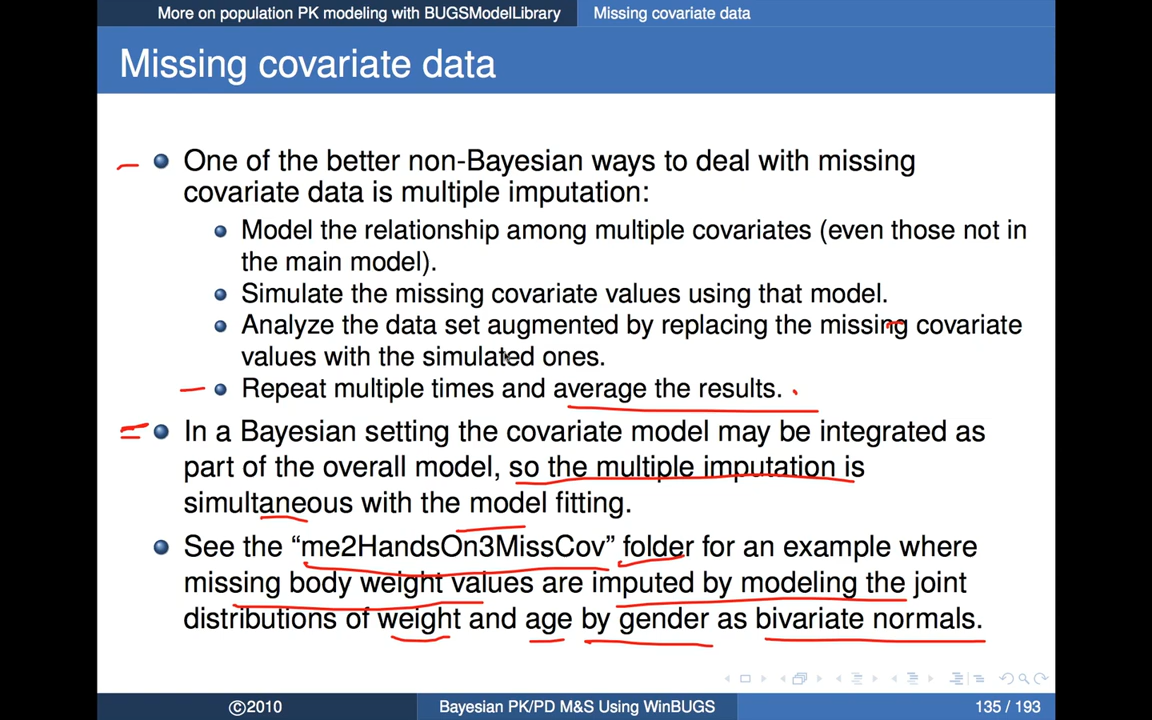 More on population PK modeling with BUGSModelLibrary Missing covariate data
Missing covariate data
One of the better non-Bayesian ways to deal with missing
covariate data is multiple imputation:
Model the relationship among multiple covariates (even those not in
the main model).
Simulate the missing covariate values using that model.
Analyze the data set augmented by replacing the missing covariate
values with the simulated ones.
Repeat multiple times and average the results.
In a Bayesian setting the covariate model may be integrated as
part of the overall model, so the multiple imputation is
simultaneous with the model fitting.
See the “me2HandsOn3MissCov” folder for an example where
missing body weight values are imputed by modeling the joint
distributions of weight and age by gender as bivariate normals.
©2010 Bayesian PK/PD M&S Using WinBUGS 135 / 193